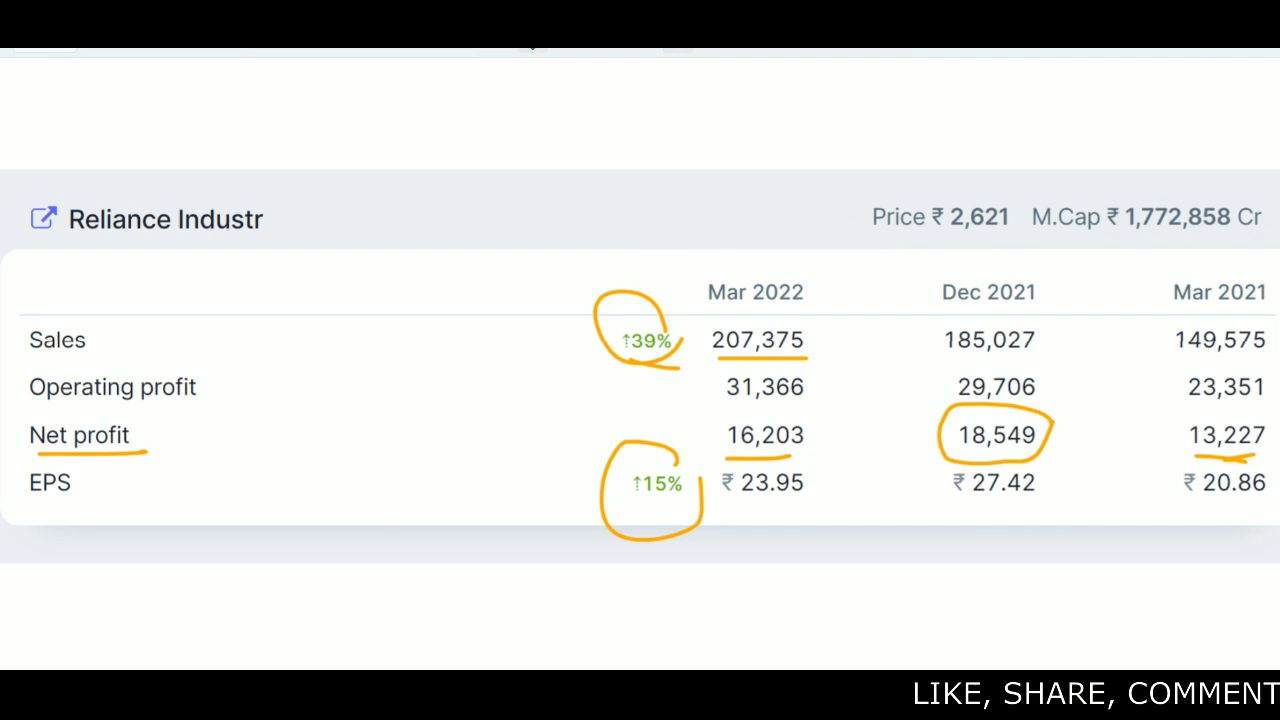 Reliance Industr Price ₹ 2,621 M.Cap ₹ 1,772,858 Cr
Mar 2022 Dec 2021 Mar 2021
Sales ⇡39% 207,375 185,027 149,575
Operating profit 31,366 29,706 23,351
Net profit 16,203 18,549 13,227
EPS ⇡15% ₹ 23.95 ₹ 27.42 ₹ 20.86
LIKE, SHARE, COMMENT